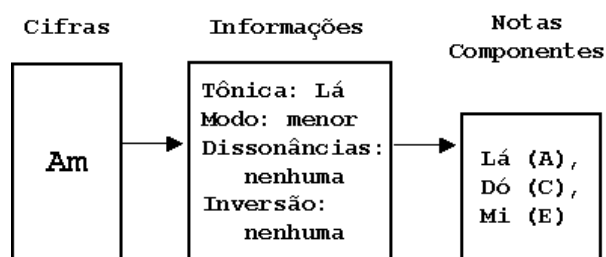 Cifras
Informações
Notas
Componentes
Am
Tônica: Lá
Modo: menor
Dissonâncias:
nenhuma
Inversão:
nenhuma
Lá (A),
Dó (C),
Mi (E)